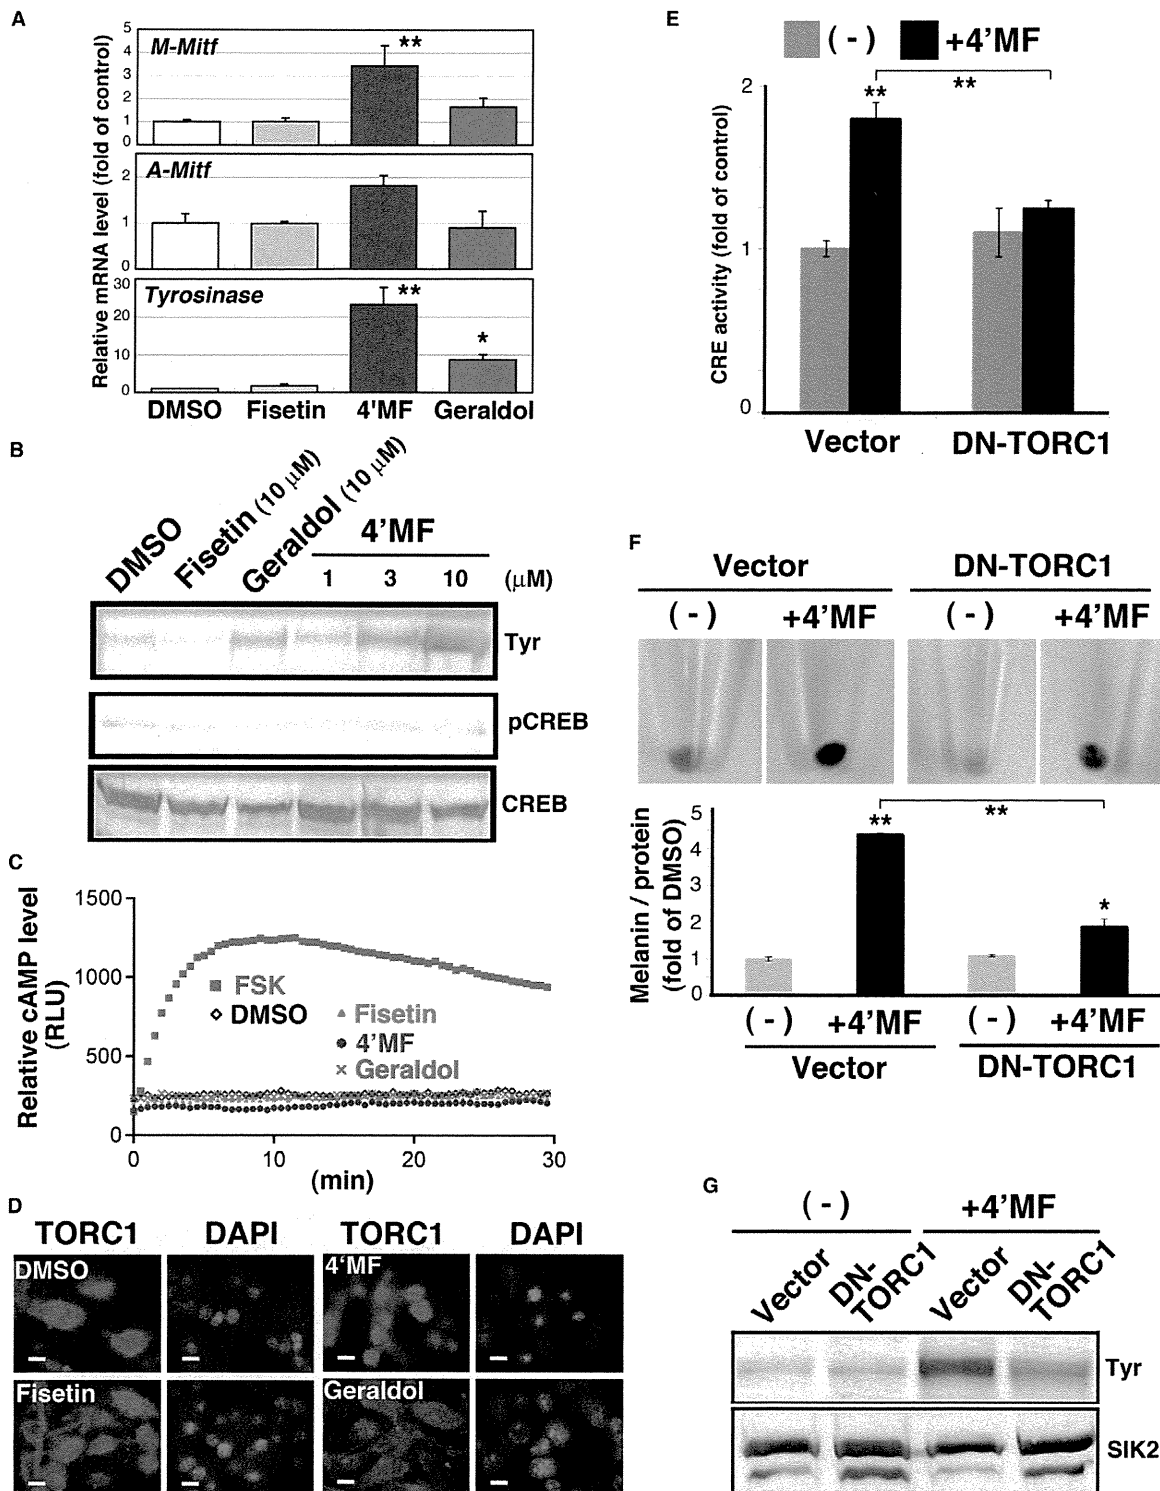 A
Relative mRNA level (fold of control)
5
4
3
2
1
0
M-Mitf
**
2
1
0
A-Mitf
30
20
10
0
Tyrosinase
**
*
DMSO Fisetin 4'MF Geraldol
B
DMSO
Fisetin (10 µM)
Geraldol (10 µM)
4'MF
1 3 10 (µM)
Tyr
pCREB
CREB
C
Relative cAMP level
(RLU)
1500
1000
500
0
FSK
DMSO
Fisetin
4'MF
Geraldol
0 10 20 30
(min)
D
TORC1 DAPI TORC1 DAPI
DMSO 4'MF
Fisetin Geraldol
E
(-) +4'MF
CRE activity (fold of control)
2
1
0
**
**
Vector DN-TORC1
F
Vector DN-TORC1
(-) +4'MF (-) +4'MF
Melanin / protein
(fold of DMSO)
5
4
3
2
1
0
**
**
*
(-) +4'MF (-) +4'MF
Vector DN-TORC1
G
(-) +4'MF
Vector
DN-
TORC1
Vector
DN-
TORC1
Tyr
SIK2